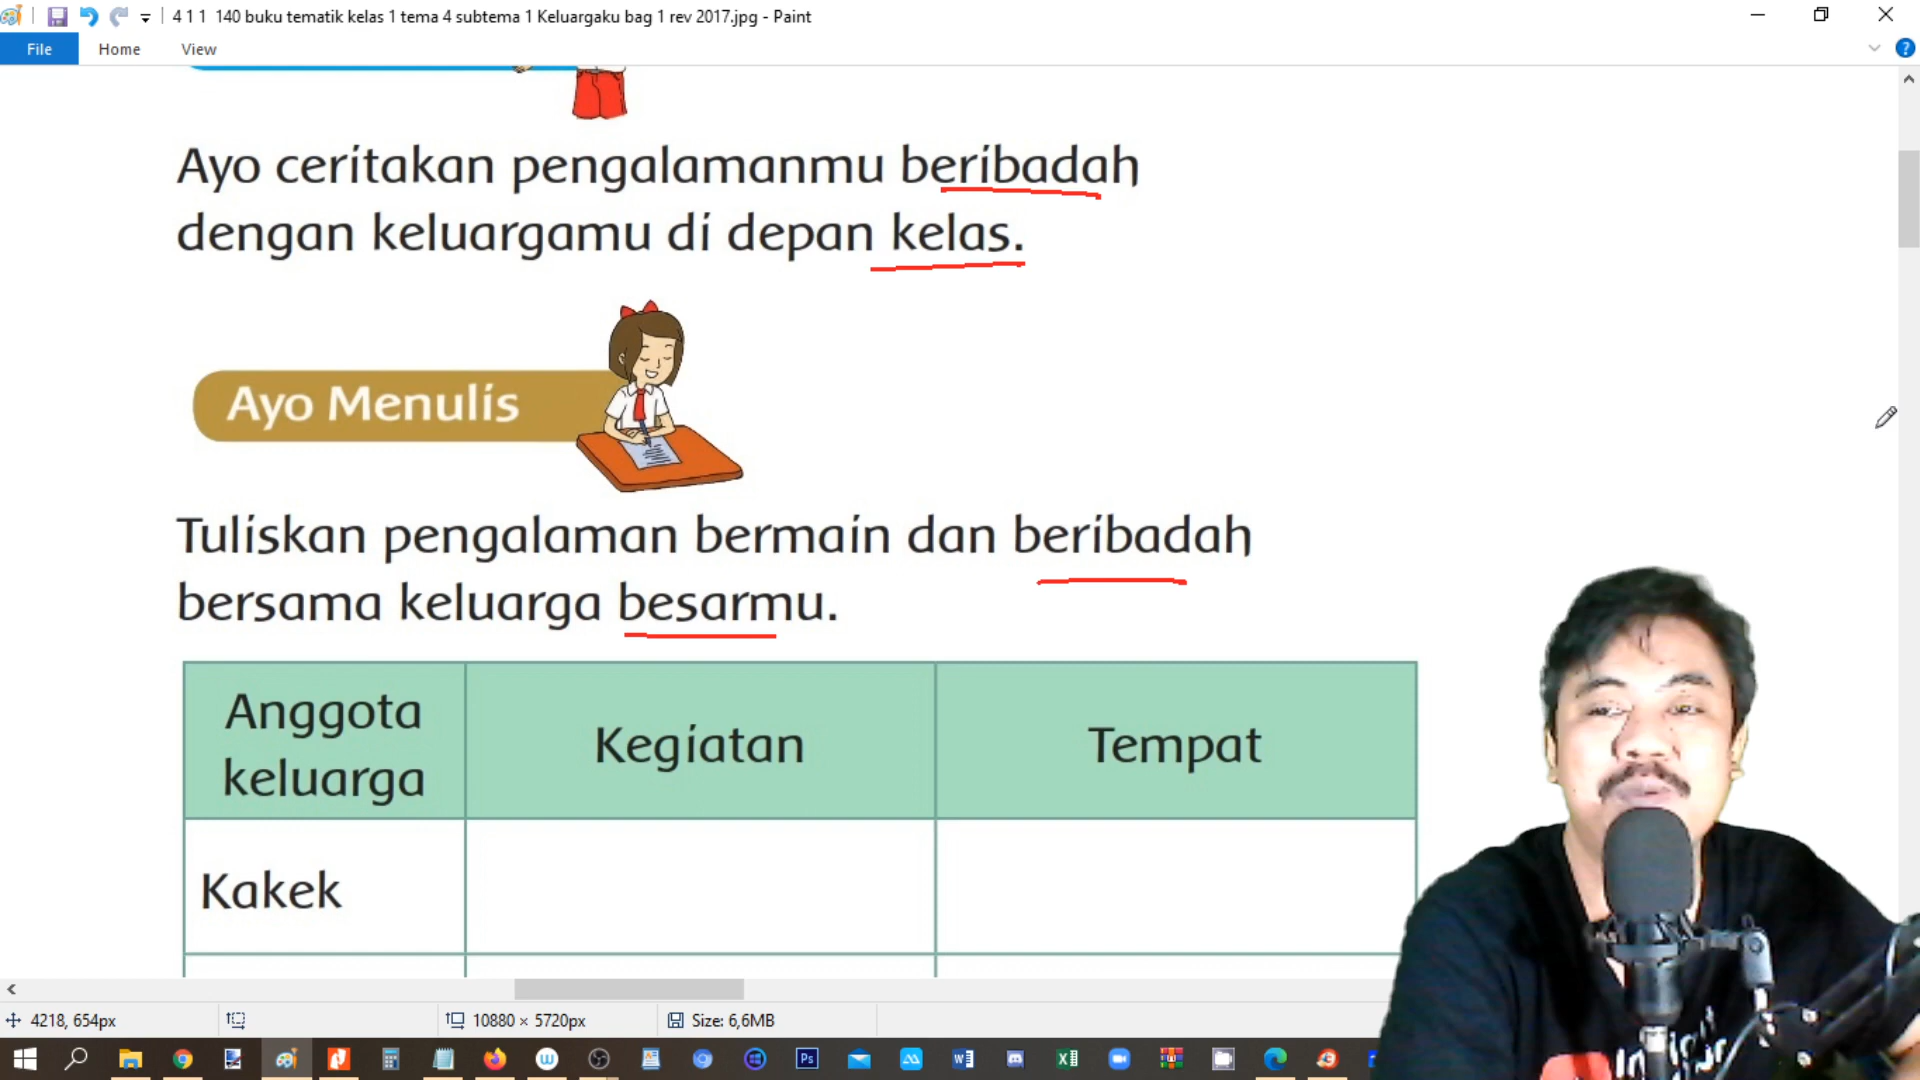 4 1 1  140 buku tematik kelas 1 tema 4 subtema 1 Keluargaku bag 1 rev 2017.jpg - Paint
File Home View
Ayo ceritakan pengalamanmu beribadah
dengan keluargamu di depan kelas.
Ayo Menulis
Tuliskan pengalaman bermain dan beribadah
bersama keluarga besarmu.
Anggota
keluarga
Kegiatan
Tempat
Kakek
4218, 654px
10880 × 5720px
Size: 6,6MB
Ps